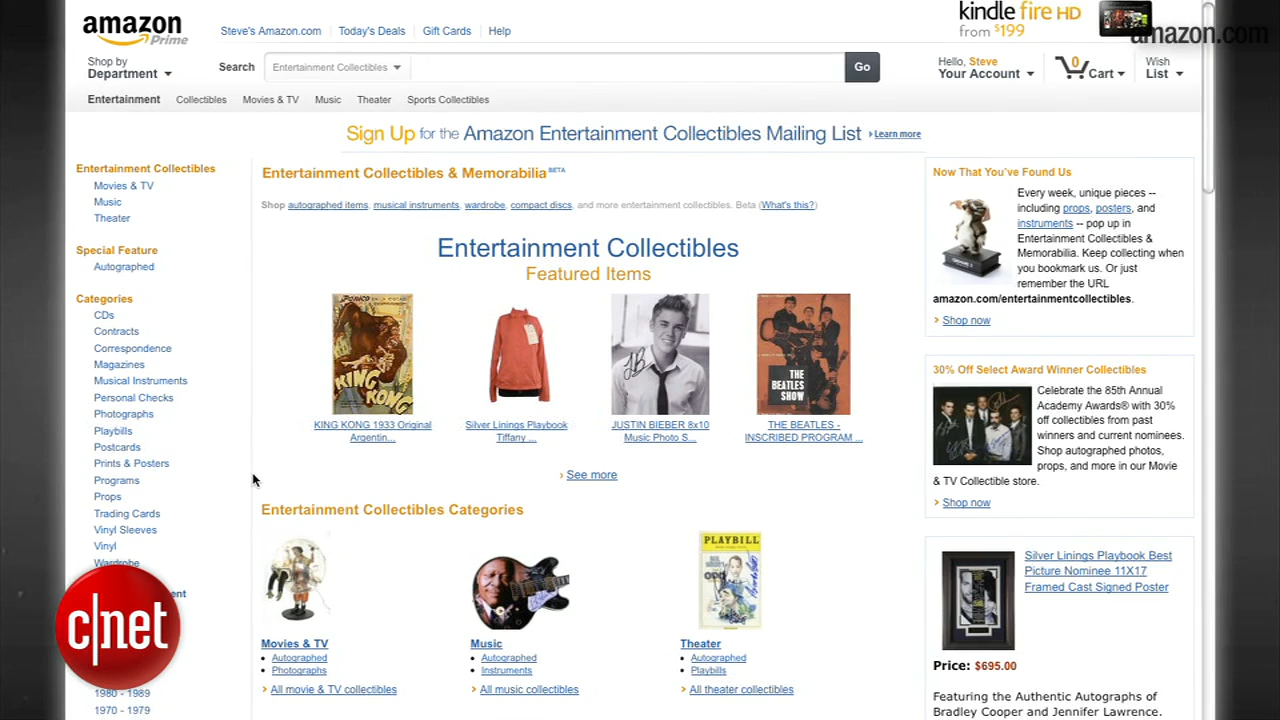 amazon
Prime
Steve's Amazon.com
Today's Deals
Gift Cards
Help
kindle fire HD
from $199
amazon.com
Shop by
Department
Search
Entertainment Collectibles
Go
Hello, Steve
Your Account
0
Cart
Wish
List
Entertainment
Collectibles
Movies & TV
Music
Theater
Sports Collectibles
Sign Up for the Amazon Entertainment Collectibles Mailing List
Learn more
Entertainment Collectibles
Movies & TV
Music
Theater
Special Feature
Autographed
Categories
CDs
Contracts
Correspondence
Magazines
Musical Instruments
Personal Checks
Photographs
Playbills
Postcards
Prints & Posters
Programs
Props
Trading Cards
Vinyl Sleeves
Vinyl
Wardrobe
ent
c|net
1980 - 1989
1970 - 1979
Entertainment Collectibles & Memorabilia BETA
Shop autographed items, musical instruments, wardrobe, compact discs, and more entertainment collectibles. Beta (What's this?)
Entertainment Collectibles
Featured Items
KING KONG
THE
BEATLES
SHOW
KING KONG 1933 Original
Argentin...
Silver Linings Playbook
Tiffany ...
JUSTIN BIEBER 8x10
Music Photo S...
THE BEATLES -
INSCRIBED PROGRAM ...
› See more
Entertainment Collectibles Categories
PLAYBILL
Movies & TV
• Autographed
• Photographs
› All movie & TV collectibles
Music
• Autographed
• Instruments
› All music collectibles
Theater
• Autographed
• Playbills
› All theater collectibles
Now That You've Found Us
Every week, unique pieces --
including props, posters, and
instruments -- pop up in
Entertainment Collectibles &
Memorabilia. Keep collecting when
you bookmark us. Or just
remember the URL
amazon.com/entertainmentcollectibles.
› Shop now
30% Off Select Award Winner Collectibles
Celebrate the 85th Annual
Academy Awards® with 30%
off collectibles from past
winners and current nominees.
Shop autographed photos,
props, and more in our Movie
& TV Collectible store.
› Shop now
Silver Linings Playbook Best
Picture Nominee 11X17
Framed Cast Signed Poster
Price: $695.00
Featuring the Authentic Autographs of
Bradley Cooper and Jennifer Lawrence.